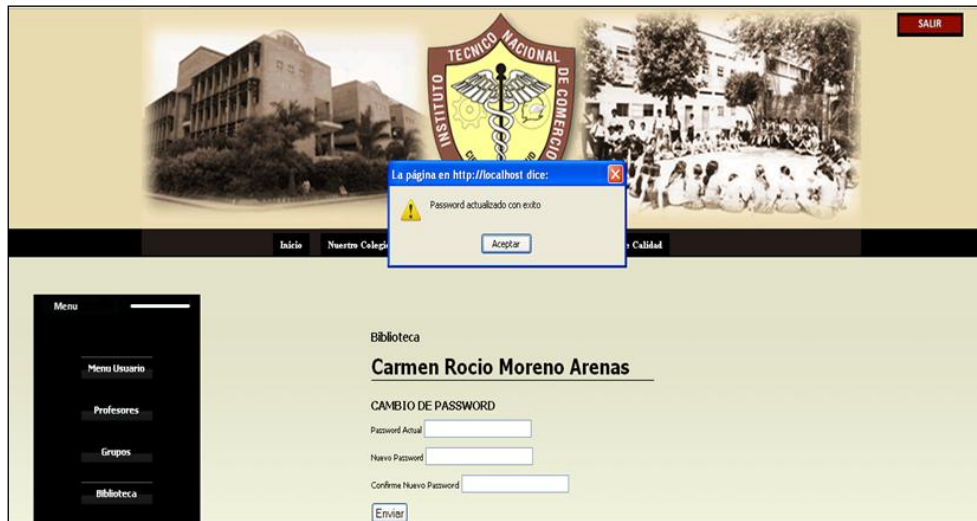 SALIR
INSTITUTO TECNICO NACIONAL DE COMERCIO
La página en http://localhost dice:
Password actualizado con exito
Aceptar
Inicio Nuestro Calidad
Menu
Menu Usuario
Profesores
Grupos
Biblioteca
Biblioteca
Carmen Rocio Moreno Arenas
CAMBIO DE PASSWORD
Password Actual
Nuevo Password
Confirme Nuevo Password
Enviar